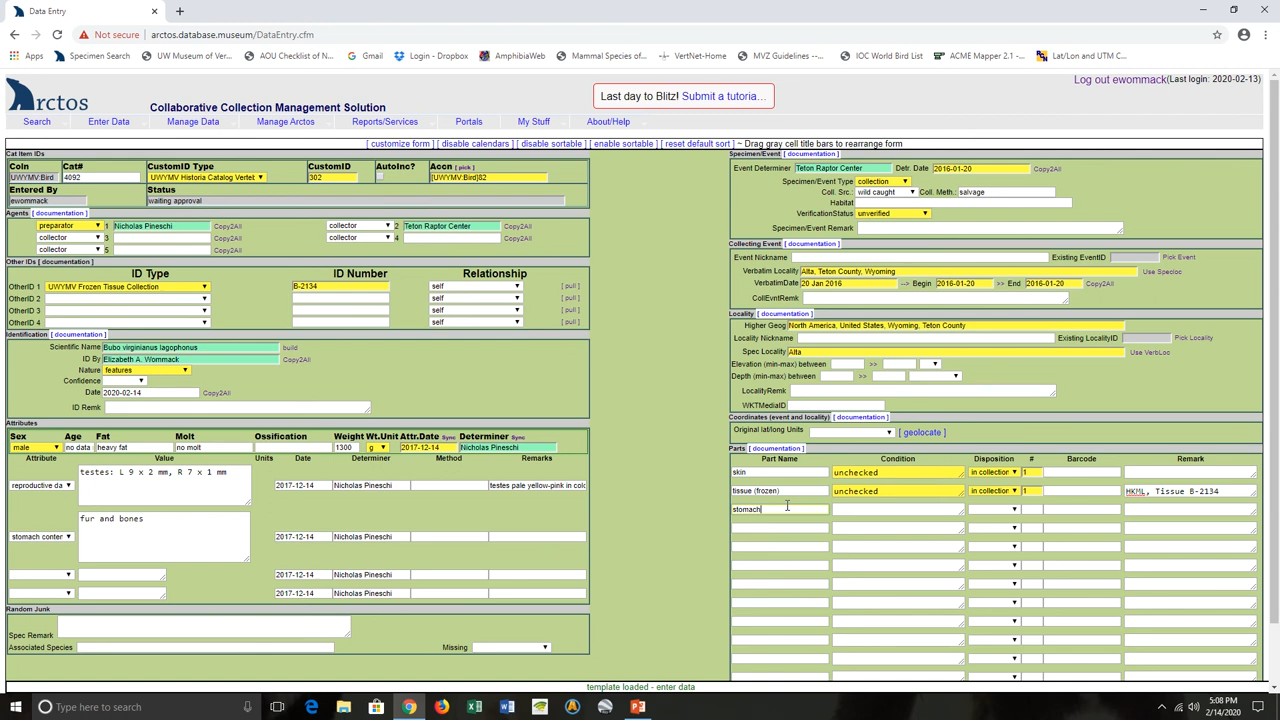 Data Entry
Not secure | arctos.database.museum/DataEntry.cfm
Apps Specimen Search UW Museum of Ver... AOU Checklist of N... Gmail Login - Dropbox AmphibiaWeb Mammal Species of... VertNet-Home MVZ Guidelines --... IOC World Bird List ACME Mapper 2.1 -... Lat/Lon and UTM C...
Log out ewommack(Last login: 2020-02-13)
Arctos Collaborative Collection Management Solution
Last day to Blitz! Submit a tutoria...
Search Enter Data Manage Data Manage Arctos Reports/Services Portals My Stuff About/Help
[ customize form ] [ disable calendars ] [ disable sortable ] [ enable sortable ] [ reset default sort ] ~ Drag gray cell title bars to rearrange form
Cat Item IDs
Coln Cat# CustomID Type CustomID AutoInc? Accn [ pick ]
UWYMV:Bird 4092 UWYMV Historia Catalog Vertel 302 [UWYMV:Bird]82
Entered By Status
ewommack waiting approval
Agents [ documentation ]
preparator 1 Nicholas Pineschi Copy2All collector 2 Teton Raptor Center Copy2All
collector 3 Copy2All collector 4 Copy2All
collector 5 Copy2All
Other IDs [ documentation ]
ID Type ID Number Relationship
OtherID 1 UWYMV Frozen Tissue Collection B-2134 self [ pull ]
OtherID 2 self [ pull ]
OtherID 3 self [ pull ]
OtherID 4 self [ pull ]
Identification [ documentation ]
Scientific Name Bubo virginianus lagophonus build
ID By Elizabeth A. Wommack Copy2All
Nature features
Confidence
Date 2020-02-14 Copy2All
ID Remk
Attributes
Sex Age Fat Molt Ossification Weight Wt.Unit Attr.Date Sync Determiner Sync
male no data heavy fat no molt 1300 g 2017-12-14 Nicholas Pineschi
Attribute Value Units Date Determiner Method Remarks
reproductive da testes: L 9 x 2 mm, R 7 x 1 mm 2017-12-14 Nicholas Pineschi testes pale yellow-pink in colo
stomach conter fur and bones 2017-12-14 Nicholas Pineschi
2017-12-14 Nicholas Pineschi
2017-12-14 Nicholas Pineschi
Random Junk
Spec Remark
Associated Species Missing
Specimen/Event [ documentation ]
Event Determiner Teton Raptor Center Detr. Date 2016-01-20 Copy2All
Specimen/Event Type collection
Coll. Src.: wild caught Coll. Meth.: salvage
Habitat
VerificationStatus unverified
Specimen/Event Remark
Collecting Event [ documentation ]
Event Nickname Existing EventID Pick Event
Verbatim Locality Alta, Teton County, Wyoming Use Specloc
VerbatimDate 20 Jan 2016 --> Begin 2016-01-20 >> End 2016-01-20 Copy2All
CollEvntRemk
Locality [ documentation ]
Higher Geog North America, United States, Wyoming, Teton County
Locality Nickname Existing LocalityID Pick Locality
Spec Locality Alta Use VerbLoc
Elevation (min-max) between >>
Depth (min-max) between >>
LocalityRemk
WKTMediaID
Coordinates (event and locality) [ documentation ]
Original lat/long Units [ geolocate ]
Parts [ documentation ]
Part Name Condition Disposition # Barcode Remark
skin unchecked in collection 1
tissue (frozen) unchecked in collection 1 HKML, Tissue B-2134
stomach
template loaded - enter data
Type here to search
5:08 PM
2/14/2020